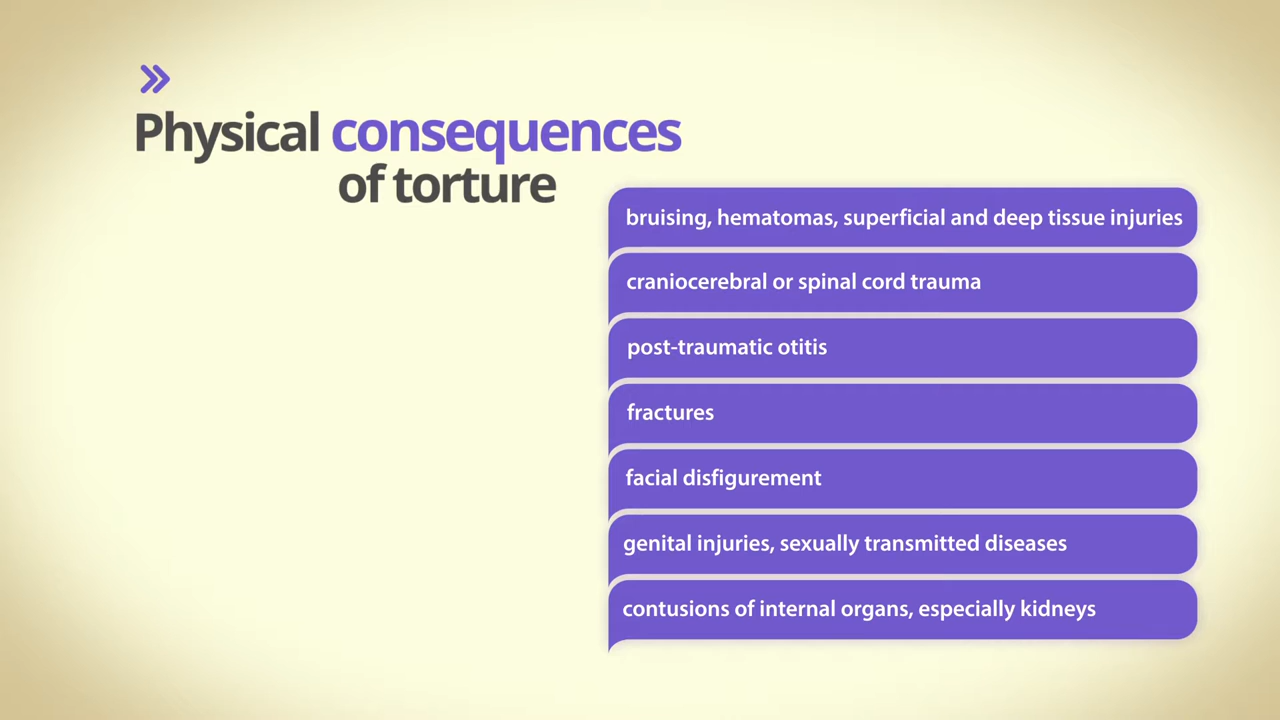 Physical consequences
of torture
bruising, hematomas, superficial and deep tissue injuries
craniocerebral or spinal cord trauma
post-traumatic otitis
fractures
facial disfigurement
genital injuries, sexually transmitted diseases
contusions of internal organs, especially kidneys